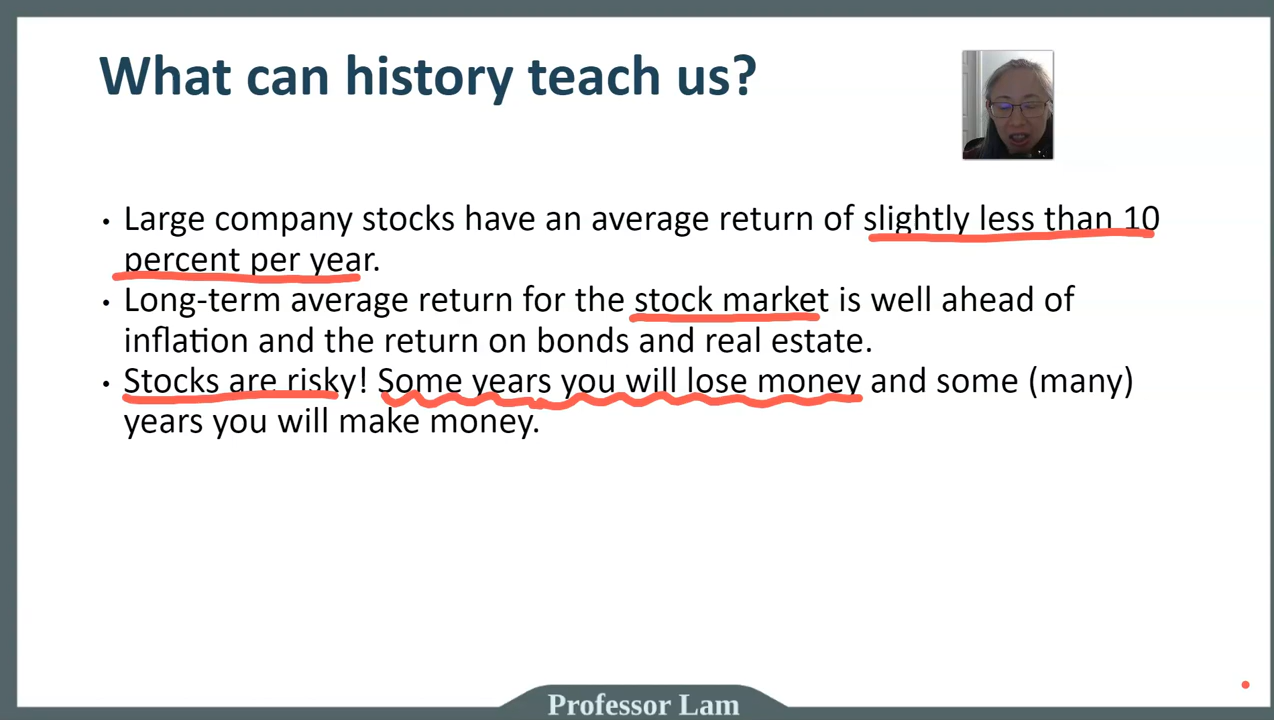 What can history teach us?
• Large company stocks have an average return of slightly less than 10
percent per year.
• Long-term average return for the stock market is well ahead of
inflation and the return on bonds and real estate.
• Stocks are risky! Some years you will lose money and some (many)
years you will make money.
Professor Lam